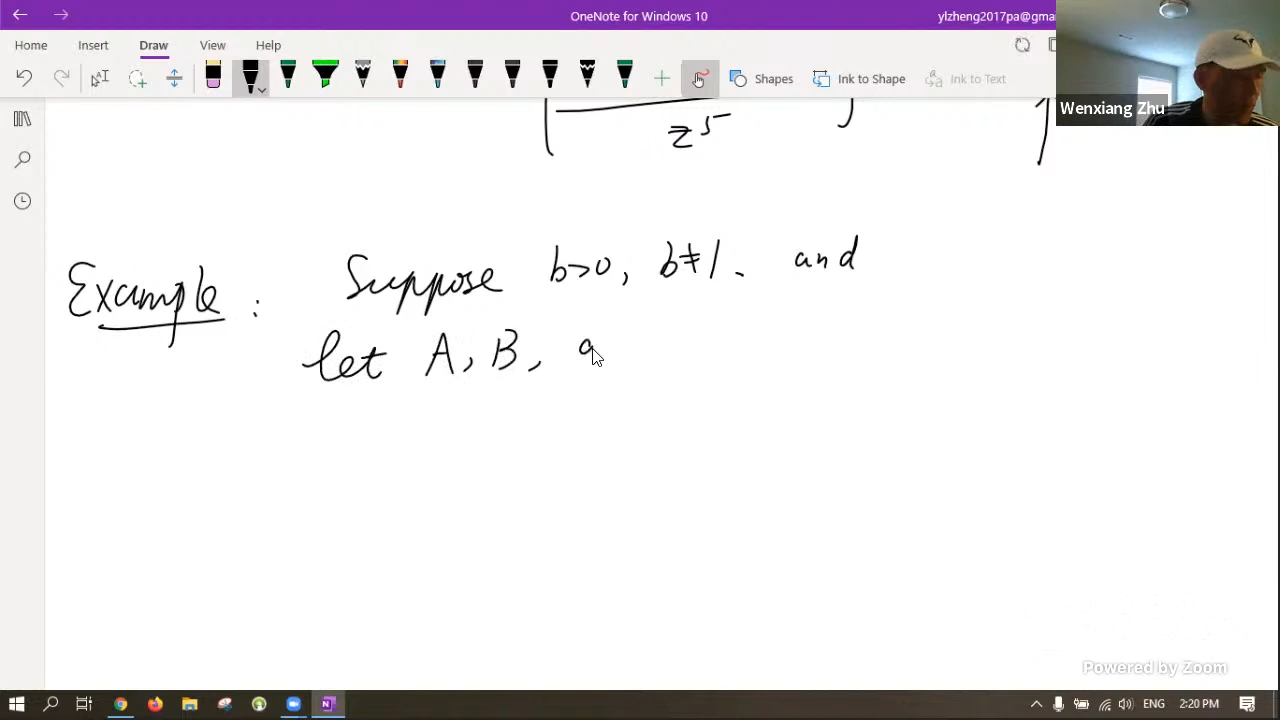 OneNote for Windows 10
ylzheng2017pa@gma
Home Insert Draw View Help
Shapes Ink to Shape Ink to Text
Wenxiang Zhu
z⁵
Example : Suppose b>0, b≠1. and
let A, B, a
Powered by Zoom
ENG 2:20 PM